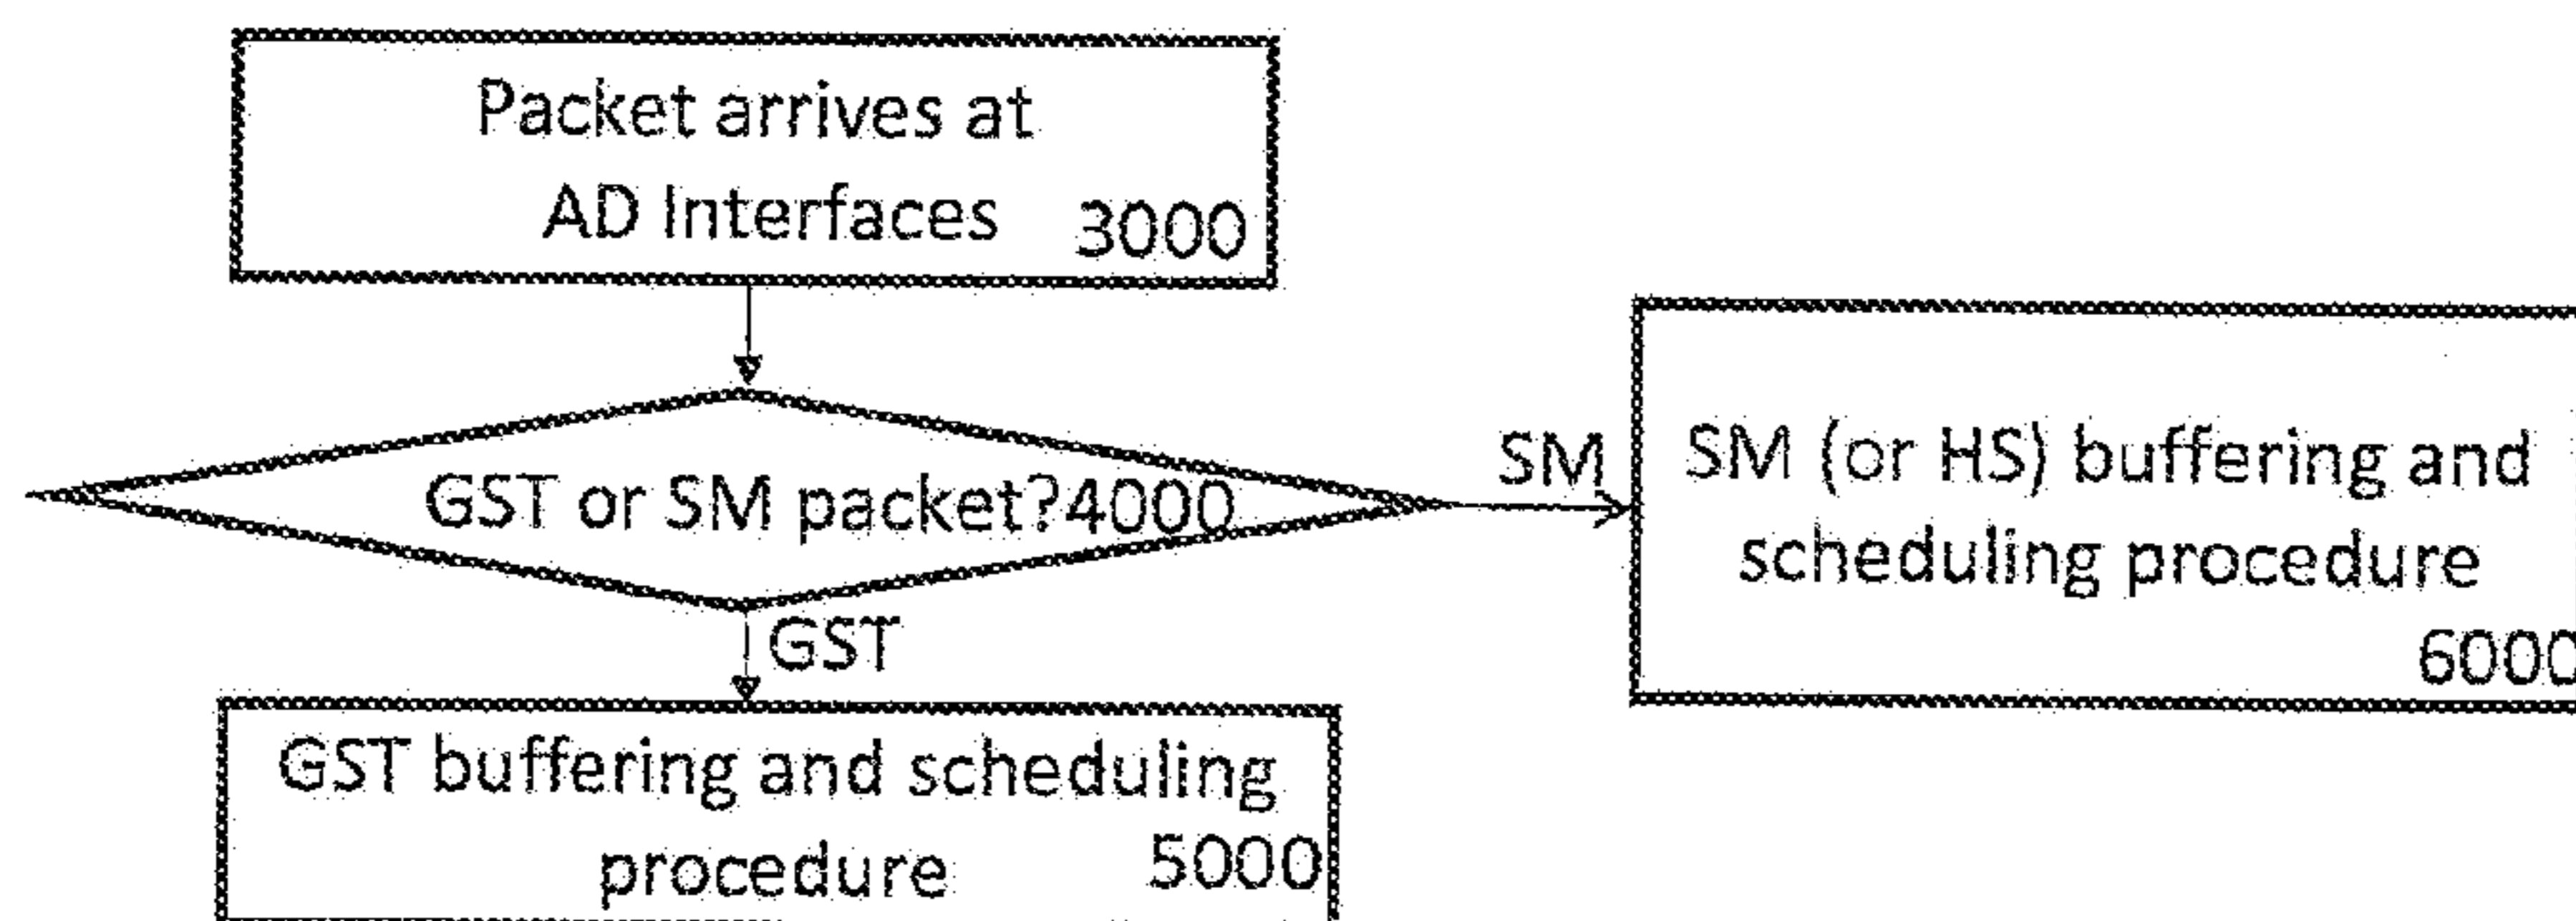 Packet arrives at
AD Interfaces 3000
GST or SM packet?4000
SM
SM (or HS) buffering and
scheduling procedure
6000
GST
GST buffering and scheduling
procedure 5000